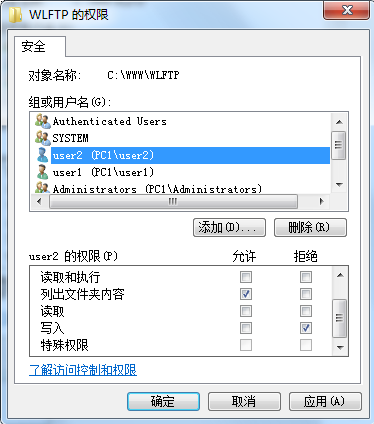 WLFTP 的权限
安全
对象名称: C:\WWW\WLFTP
组或用户名(G):
Authenticated Users
SYSTEM
user2 (PC1\user2)
user1 (PC1\user1)
Administrators (PC1\Administrators)
添加(D)... 删除(R)
user2 的权限(P) 允许 拒绝
读取和执行
列出文件夹内容
读取
写入
特殊权限
了解访问控制和权限
确定 取消 应用(A)